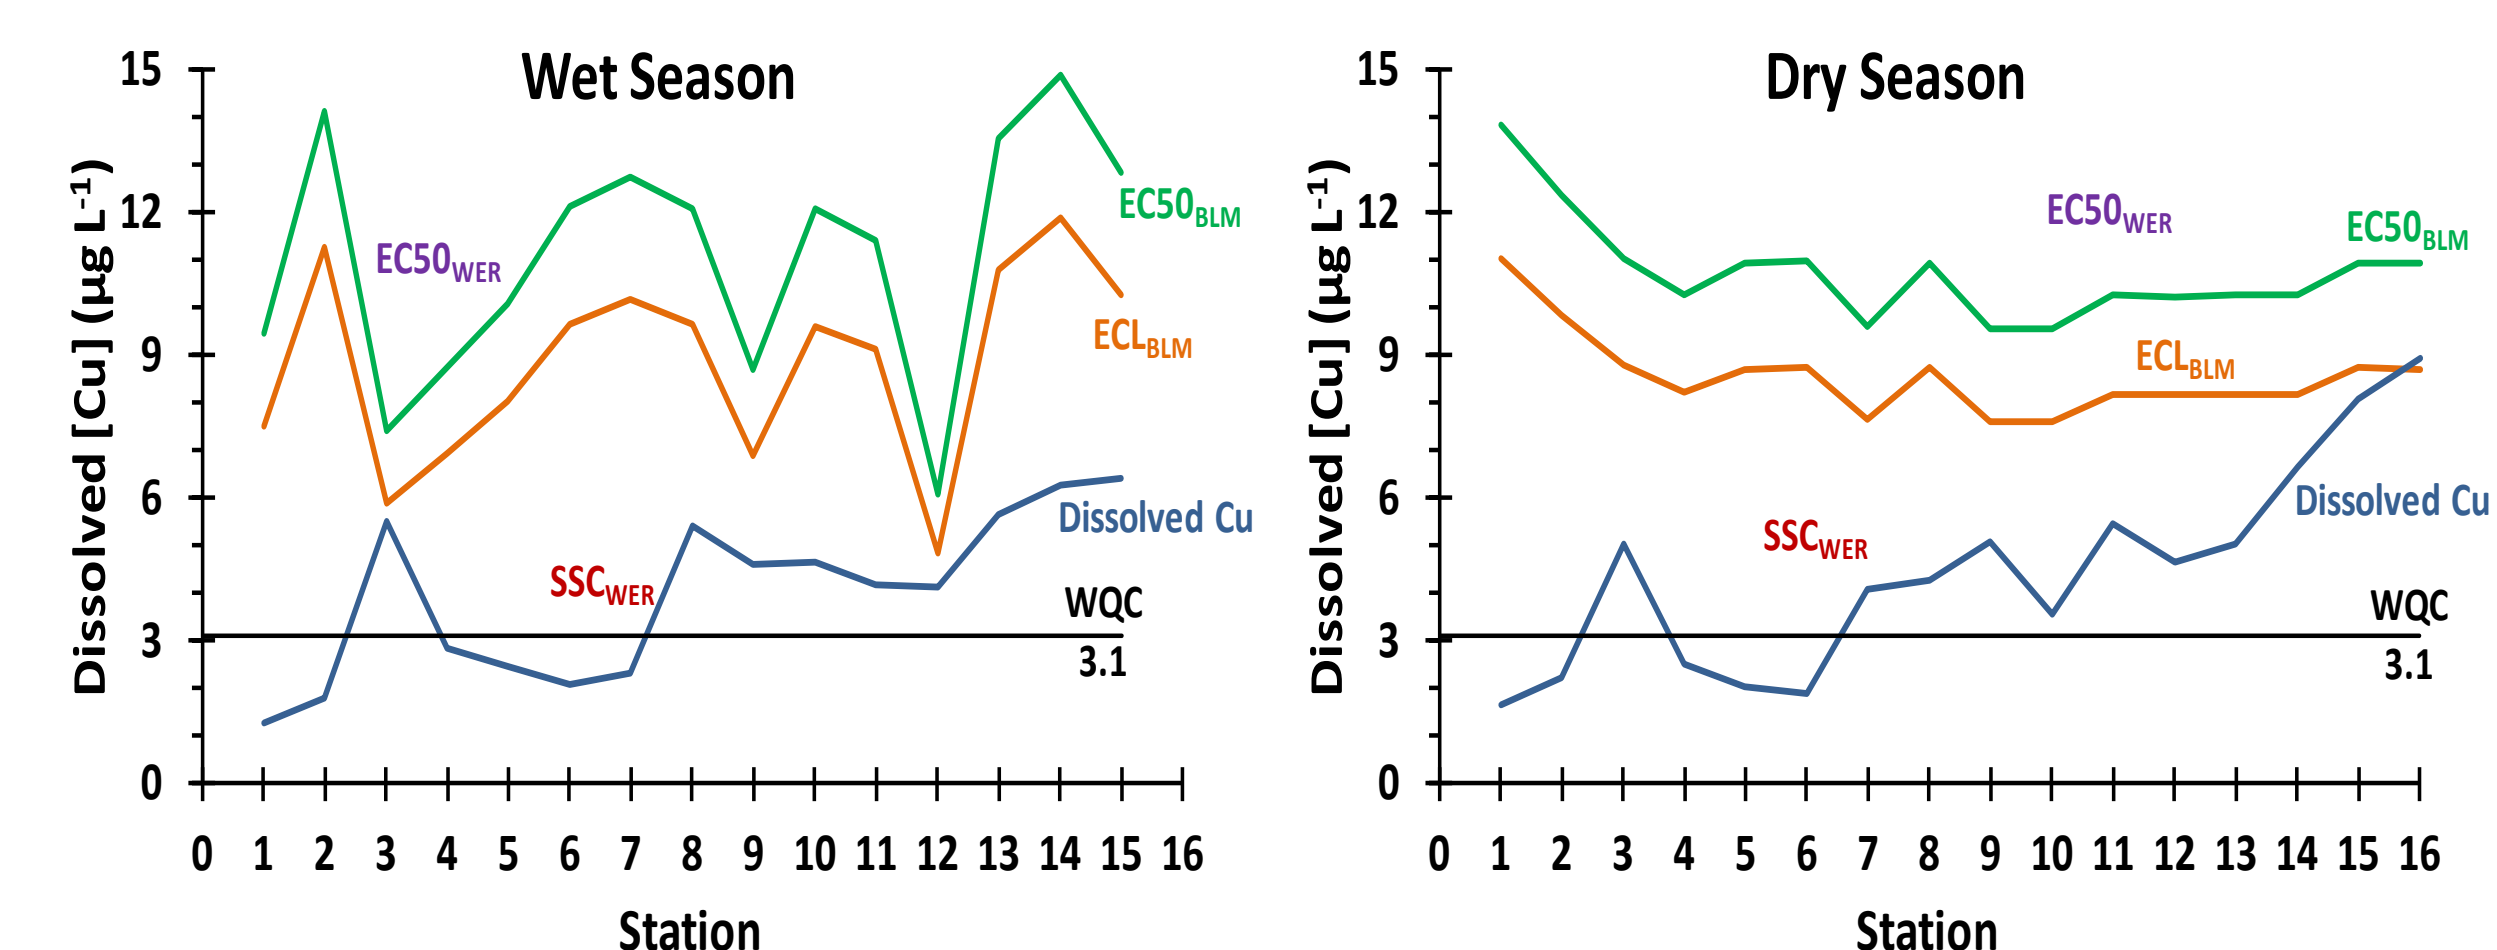 Wet Season
Dissolved [Cu] (µg L⁻¹)
15
12
9
6
3
0
EC50WER
EC50BLM
ECLBLM
Dissolved Cu
SSCWER
WQC
3.1
0 1 2 3 4 5 6 7 8 9 10 11 12 13 14 15 16
Station
Dry Season
Dissolved [Cu] (µg L⁻¹)
15
12
9
6
3
0
EC50WER
EC50BLM
ECLBLM
Dissolved Cu
SSCWER
WQC
3.1
0 1 2 3 4 5 6 7 8 9 10 11 12 13 14 15 16
Station